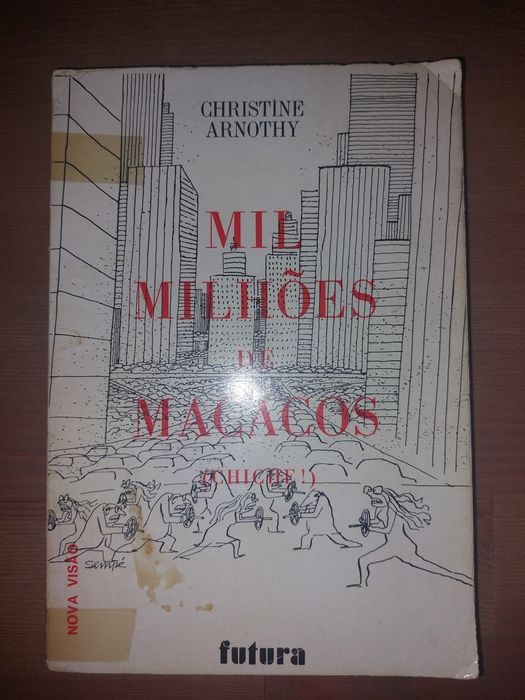 CHRISTINE
ARNOTHY
MIL
MILHÕES
DE
MACACOS
(CHICHE!)
sempé
NOVA VISÃO
futura